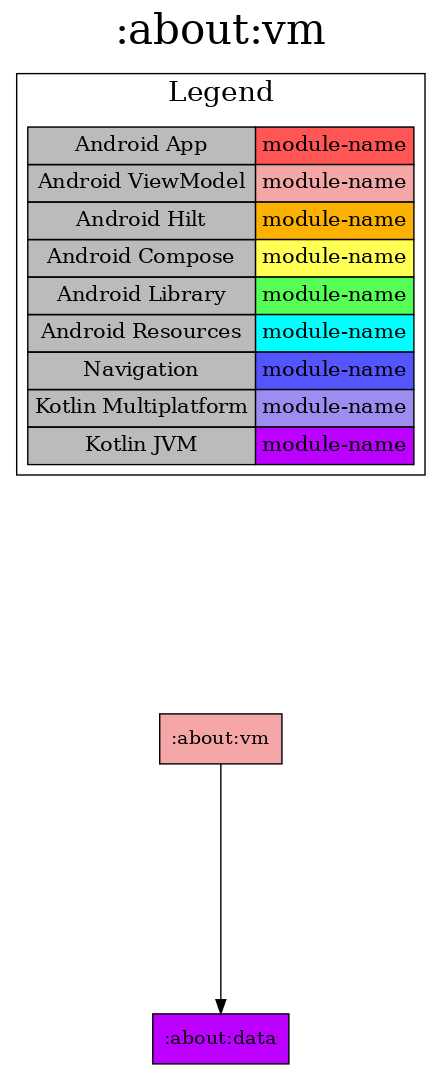 :about:vm
Legend
Android App module-name
Android ViewModel module-name
Android Hilt module-name
Android Compose module-name
Android Library module-name
Android Resources module-name
Navigation module-name
Kotlin Multiplatform module-name
Kotlin JVM module-name
:about:vm
:about:data